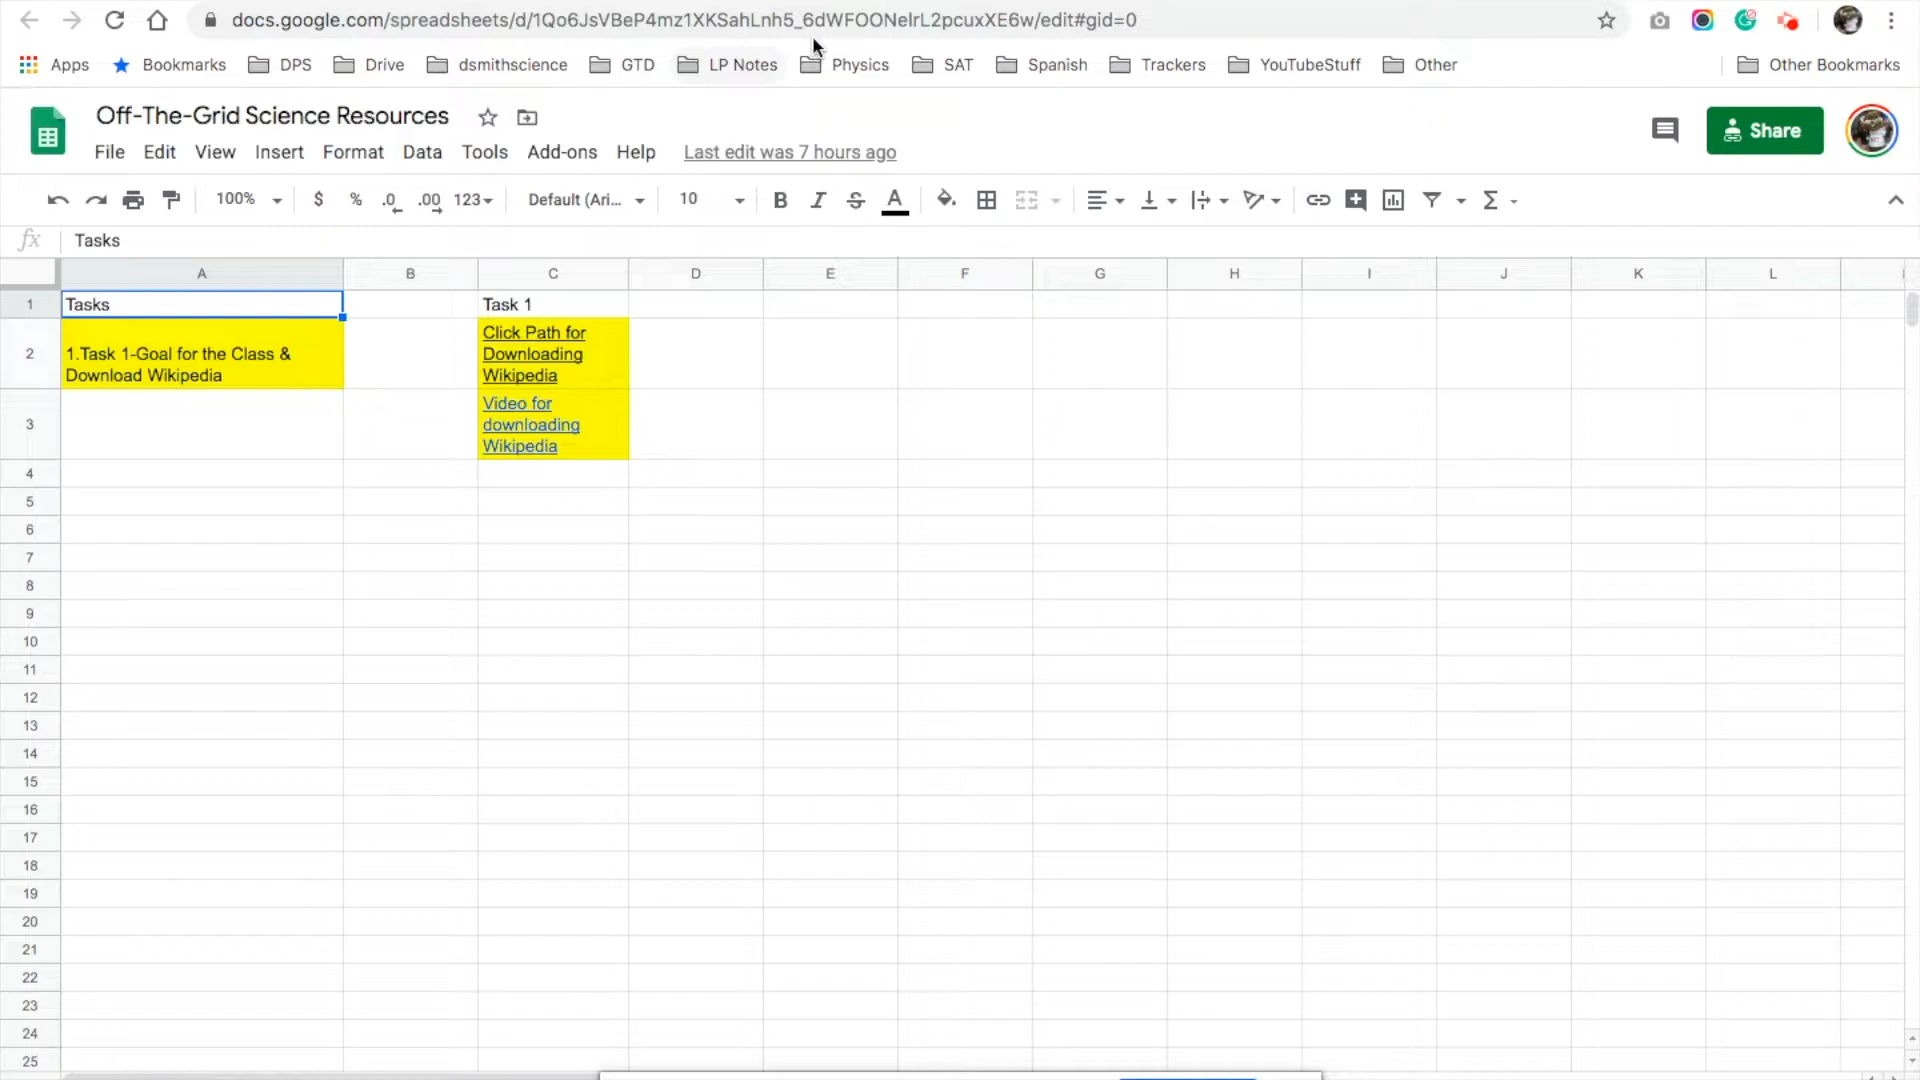 docs.google.com/spreadsheets/d/1Qo6JsVBeP4mz1XKSahLnh5_6dWFOONeIrL2pcuxXE6w/edit#gid=0
Apps Bookmarks DPS Drive dsmithscience GTD LP Notes Physics SAT Spanish Trackers YouTubeStuff Other Other Bookmarks
Off-The-Grid Science Resources
Share
File Edit View Insert Format Data Tools Add-ons Help Last edit was 7 hours ago
100% $ % .0 .00 123 Default (Ari... 10 B I S A Σ
fx Tasks
A B C D E F G H I J K L
1 Tasks Task 1
2 1.Task 1-Goal for the Class &
Download Wikipedia
Click Path for
Downloading
Wikipedia
3 Video for
downloading
Wikipedia
4
5
6
7
8
9
10
11
12
13
14
15
16
17
18
19
20
21
22
23
24
25